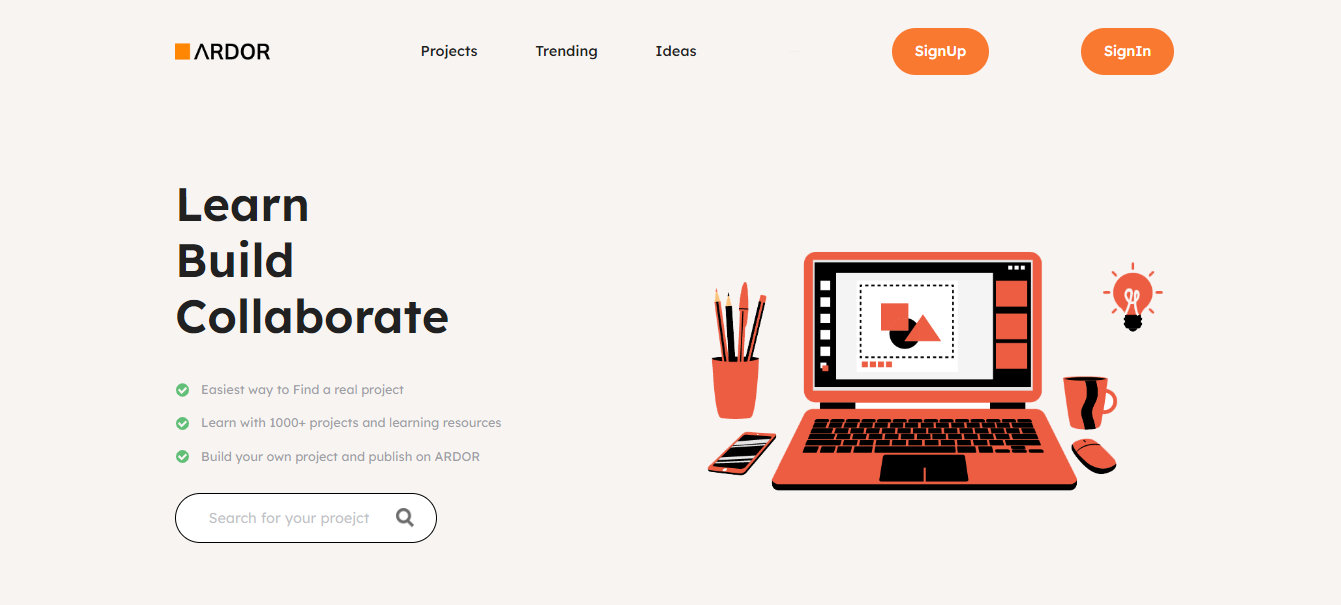 ARDOR
Projects Trending Ideas SignUp SignIn
Learn
Build
Collaborate
Easiest way to Find a real project
Learn with 1000+ projects and learning resources
Build your own project and publish on ARDOR
Search for your proejct